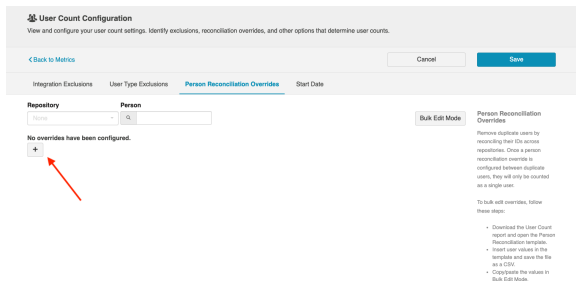 User Count Configuration
View and configure your user count settings. Identify exclusions, reconciliation overrides, and other options that determine user counts.
Back to Metrics
Cancel
Save
Integration Exclusions
User Type Exclusions
Person Reconciliation Overrides
Start Date
Repository
Person
None
Bulk Edit Mode
No overrides have been configured.
+
Person Reconciliation
Overrides
Remove duplicate users by
reconciling their IDs across
repositories. Once a person
reconciliation override is
configured between duplicate
users, they will only be counted
as a single user.
To bulk edit overrides, follow
these steps:
• Download the User Count
report and open the Person
Reconciliation template.
• Insert user values in the
template and save the file
as a CSV.
• Copy/paste the values in
Bulk Edit Mode.